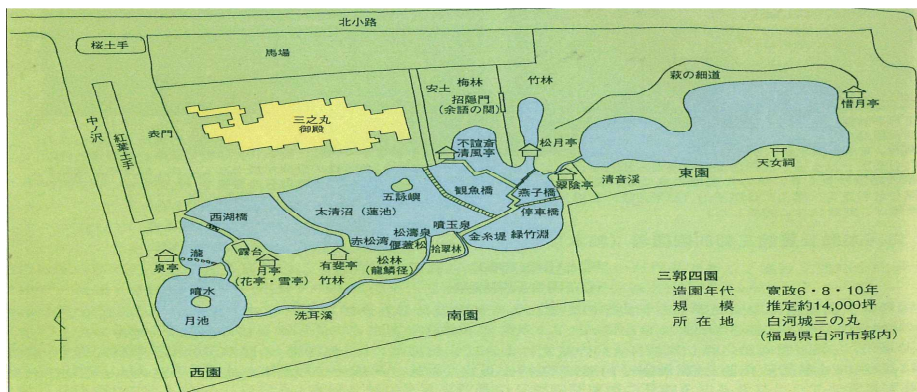 北小路
桜土手
馬場
安土
梅林
招隠門
(余語の関)
竹林
萩の細道
惜月亭
中ノ沢
紅葉土手
表門
三之丸
御殿
不諠斎
清風亭
松月亭
天女祠
東園
翠陰亭
清音渓
五詠嶼
観魚橋
燕子橋
停車橋
西湖橋
太清沼(蓮池)
噴玉泉
金糸堤
緑竹淵
松濤泉
赤松湾
偃蓋松
拾翠林
瀧
露台
泉亭
月亭
(花亭・雪亭)
有斐亭
竹林
松林
(龍鱗径)
噴水
月池
洗耳渓
南園
西園
三郭四園
造園年代 寛政6・8・10年
規模 推定約14,000坪
所在地 白河城三の丸
(福島県白河市郭内)